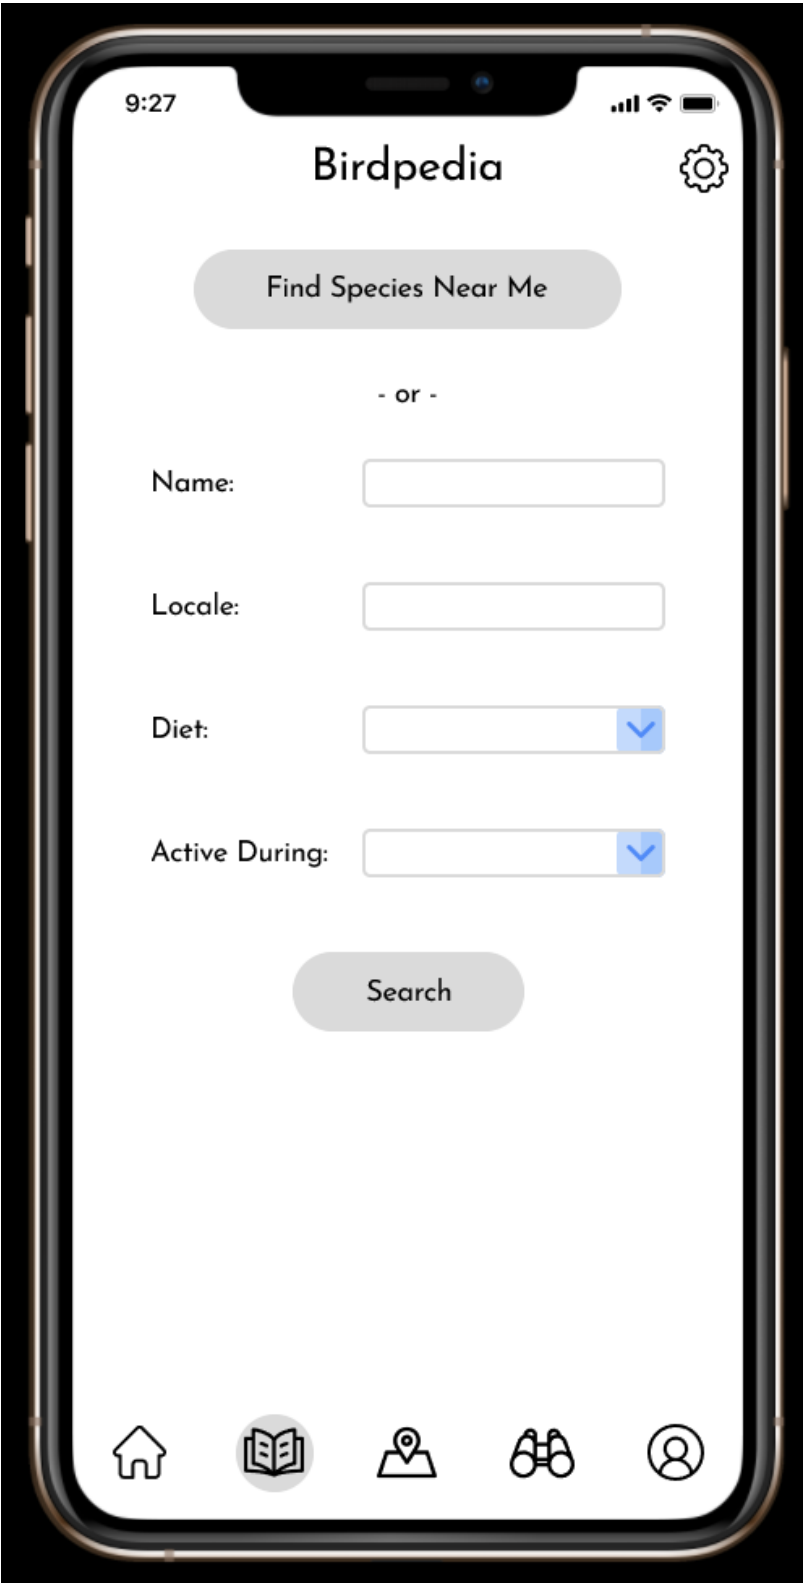 9:27
Birdpedia
Find Species Near Me
- or -
Name:
Locale:
Diet:
Active During:
Search